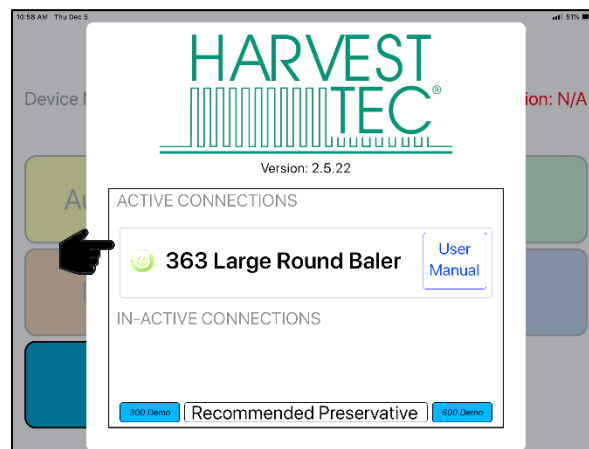 10:58 AM Thu Dec 5
51%
HARVEST
TEC®
Device
ion: N/A
Version: 2.5.22
Au
ACTIVE CONNECTIONS
363 Large Round Baler
User
Manual
IN-ACTIVE CONNECTIONS
300 Demo
Recommended Preservative
600 Demo